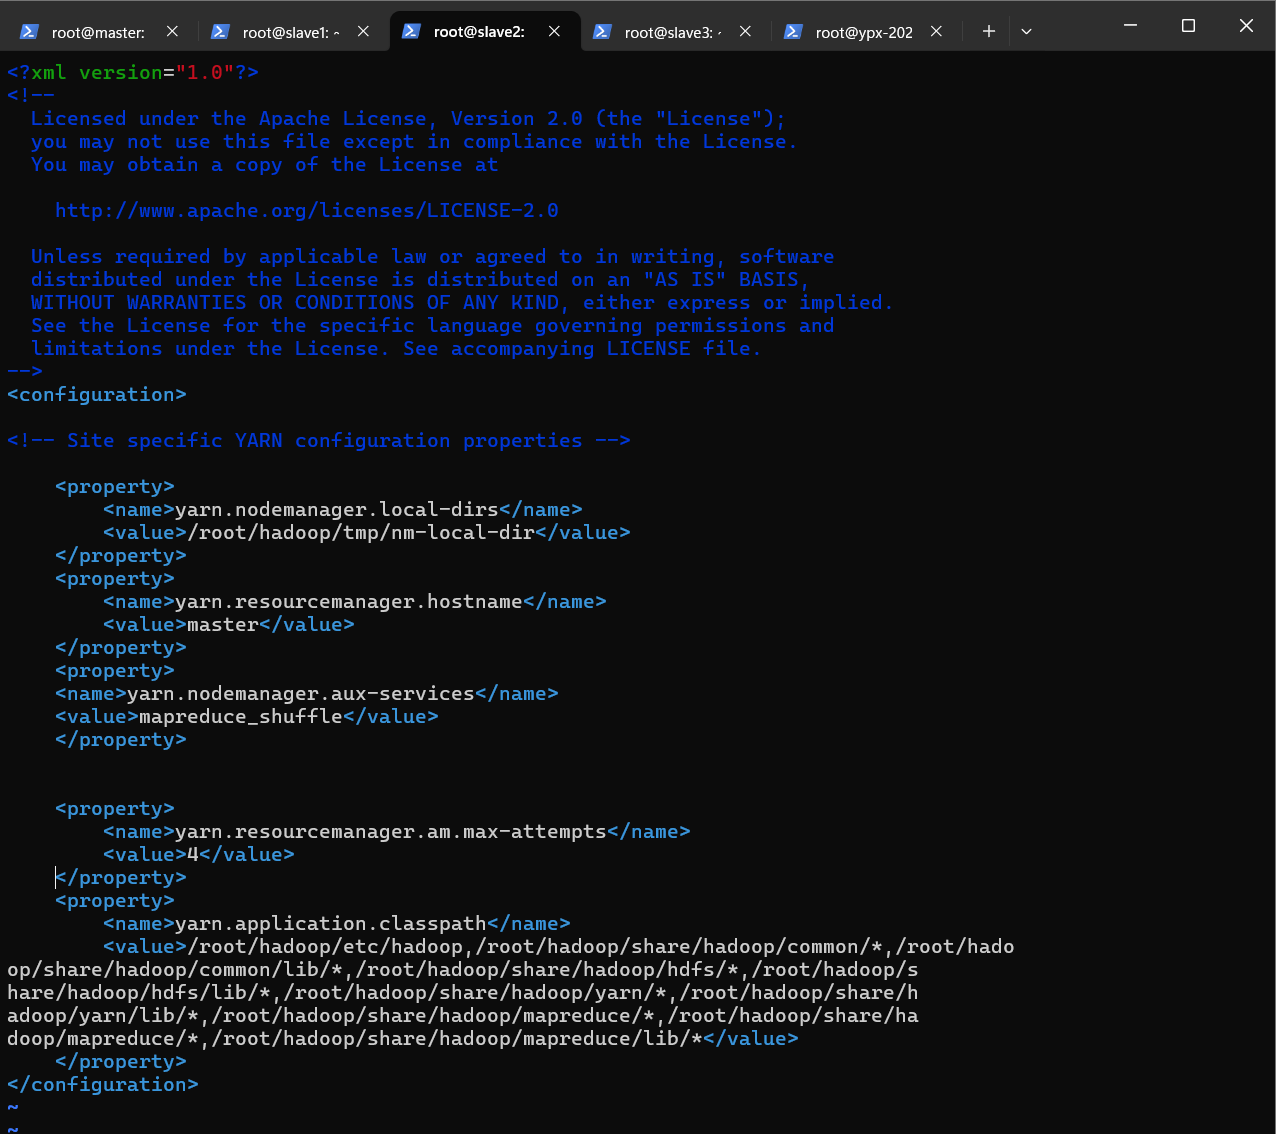 root@master:
root@slave1: ~
root@slave2:
root@slave3: ~
root@ypx-202
<?xml version="1.0"?>
<!--
  Licensed under the Apache License, Version 2.0 (the "License");
  you may not use this file except in compliance with the License.
  You may obtain a copy of the License at

    http://www.apache.org/licenses/LICENSE-2.0

  Unless required by applicable law or agreed to in writing, software
  distributed under the License is distributed on an "AS IS" BASIS,
  WITHOUT WARRANTIES OR CONDITIONS OF ANY KIND, either express or implied.
  See the License for the specific language governing permissions and
  limitations under the License. See accompanying LICENSE file.
-->
<configuration>

<!-- Site specific YARN configuration properties -->

    <property>
        <name>yarn.nodemanager.local-dirs</name>
        <value>/root/hadoop/tmp/nm-local-dir</value>
    </property>
    <property>
        <name>yarn.resourcemanager.hostname</name>
        <value>master</value>
    </property>
    <property>
    <name>yarn.nodemanager.aux-services</name>
    <value>mapreduce_shuffle</value>
    </property>


    <property>
        <name>yarn.resourcemanager.am.max-attempts</name>
        <value>4</value>
    </property>
    <property>
        <name>yarn.application.classpath</name>
        <value>/root/hadoop/etc/hadoop,/root/hadoop/share/hadoop/common/*,/root/hado
op/share/hadoop/common/lib/*,/root/hadoop/share/hadoop/hdfs/*,/root/hadoop/s
hare/hadoop/hdfs/lib/*,/root/hadoop/share/hadoop/yarn/*,/root/hadoop/share/h
adoop/yarn/lib/*,/root/hadoop/share/hadoop/mapreduce/*,/root/hadoop/share/ha
doop/mapreduce/*,/root/hadoop/share/hadoop/mapreduce/lib/*</value>
    </property>
</configuration>
~
~